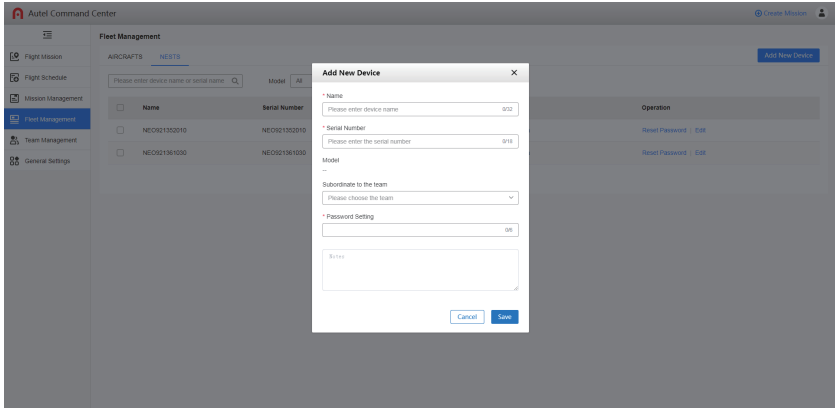 Autel Command Center
Create Mission
Fleet Management
Flight Mission
Flight Schedule
Mission Management
Fleet Management
Team Management
General Settings
AIRCRAFTS NESTS
Add New Device
Please enter device name or serial name
Model All
Name Serial Number Operation
NEO921352010 NEO921352010 Reset Password | Edit
NEO921361030 NEO921361030 Reset Password | Edit
Add New Device
* Name
Please enter device name 0/32
* Serial Number
Please enter the serial number
Model
--
Subordinate to the team
Please choose the team
* Password Setting
0/6
Notes
Cancel Save